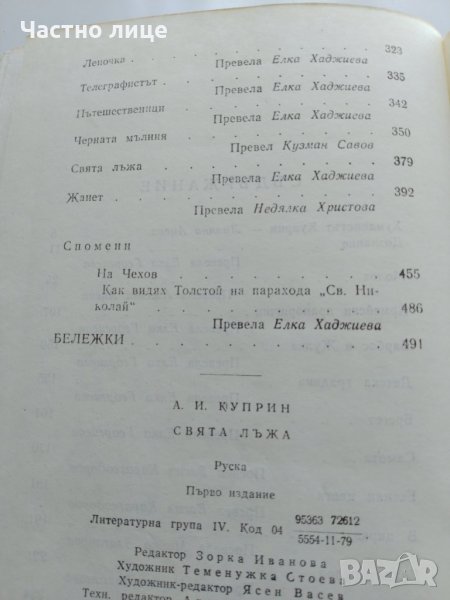 Частно лице
Леночка . . . . . . . . . . 323
Превела Елка Хаджиева
Телеграфистът . . . . . . . 335
Превела Елка Хаджиева
Пътешественици . . . . . . . 342
Превела Елка Хаджиева
Черната мълния . . . . . . . 350
Превел Кузман Савов
Свята лъжа . . . . . . . . 379
Превела Елка Хаджиева
Жанет . . . . . . . . . . 392
Превела Недялка Христова
Спомени
На Чехов . . . . . . . . . 455
Как видях Толстой на парахода „Св. Ни-
колай“ . . . . . . . . . . 486
Превела Елка Хаджиева
БЕЛЕЖКИ . . . . . . . . . . 491
А. И. КУПРИН
СВЯТА ЛЪЖА
Руска
Първо издание
Литературна група IV. Код 04 95363 72612
5554-11-79
Редактор Зорка Иванова
Художник Теменужка Стоева
Художник-редактор Ясен Васев
Техн. редактор
BAZAR